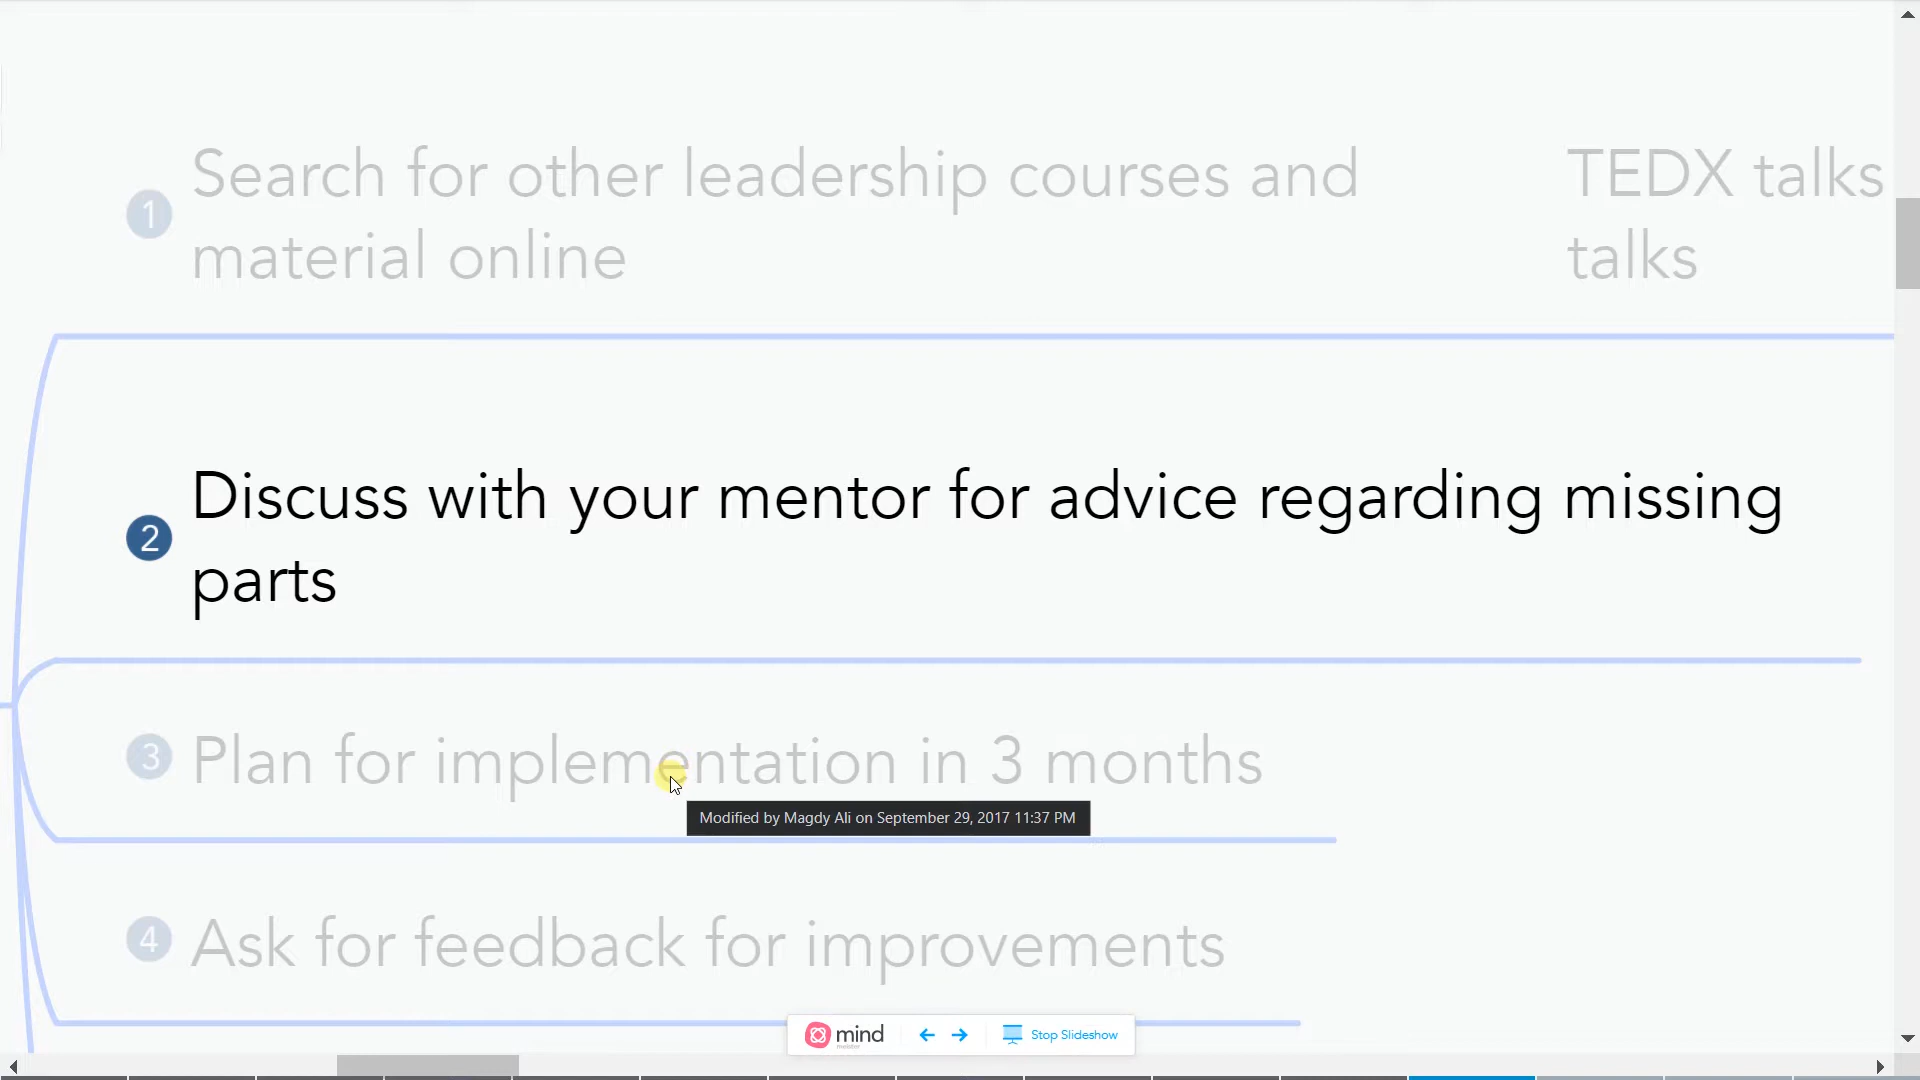 1 Search for other leadership courses and
material online
TEDX talks
talks
2 Discuss with your mentor for advice regarding missing
parts
3 Plan for implementation in 3 months
Modified by Magdy Ali on September 29, 2017 11:37 PM
4 Ask for feedback for improvements
mind
meister
Stop Slideshow